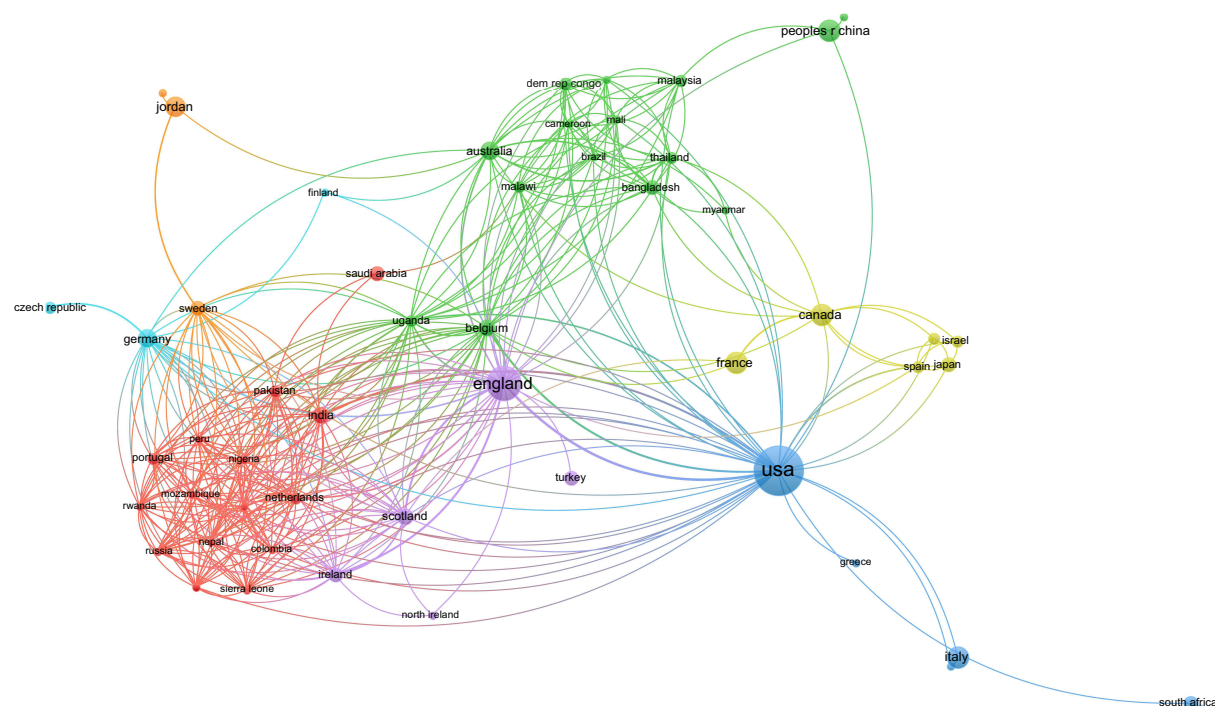 peoples r china
dem rep congo
malaysia
jordan
cameroon
mali
australia
brazil
thailand
malawi
bangladesh
finland
myanmar
saudi arabia
czech republic
sweden
uganda
belgium
canada
germany
israel
france
spain
japan
england
pakistan
india
peru
portugal
nigeria
usa
turkey
mozambique
netherlands
rwanda
scotland
nepal
russia
colombia
greece
ireland
sierra leone
north ireland
italy
south africa